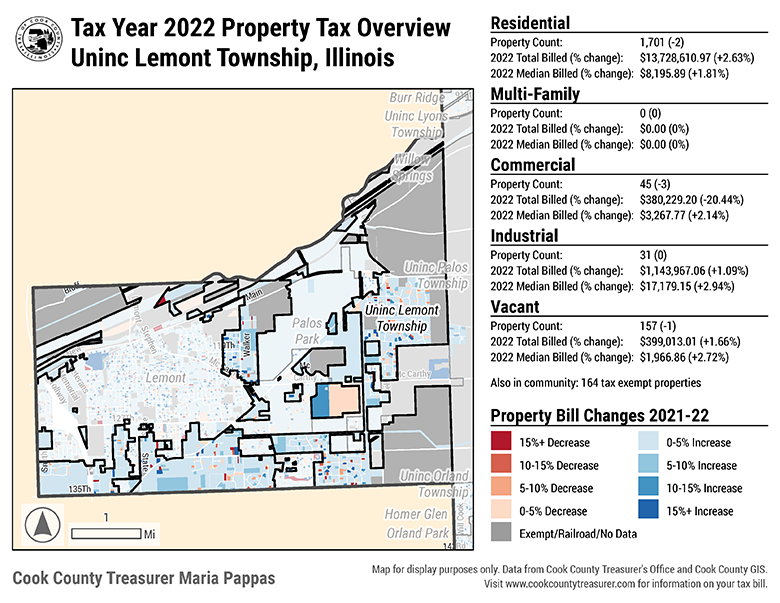 Tax Year 2022 Property Tax Overview
Uninc Lemont Township, Illinois
Burr Ridge
Uninc Lyons
Township
Willow
Springs
Uninc Palos
Township
Bluff
Main
Uninc Lemont
Township
Palos
Park
Walker
Mc Carthy
Lemont
State
135Th
Uninc Orland
Township
Homer Glen
Orland Park
1
Mi
Cook County Treasurer Maria Pappas
Residential
Property Count: 1,701 (-2)
2022 Total Billed (% change): $13,728,610.97 (+2.63%)
2022 Median Billed (% change): $8,195.89 (+1.81%)
Multi-Family
Property Count: 0 (0)
2022 Total Billed (% change): $0.00 (0%)
2022 Median Billed (% change): $0.00 (0%)
Commercial
Property Count: 45 (-3)
2022 Total Billed (% change): $380,229.20 (-20.44%)
2022 Median Billed (% change): $3,267.77 (+2.14%)
Industrial
Property Count: 31 (0)
2022 Total Billed (% change): $1,143,967.06 (+1.09%)
2022 Median Billed (% change): $17,179.15 (+2.94%)
Vacant
Property Count: 157 (-1)
2022 Total Billed (% change): $399,013.01 (+1.66%)
2022 Median Billed (% change): $1,966.86 (+2.72%)
Also in community: 164 tax exempt properties
Property Bill Changes 2021-22
15%+ Decrease 0-5% Increase
10-15% Decrease 5-10% Increase
5-10% Decrease 10-15% Increase
0-5% Decrease 15%+ Increase
Exempt/Railroad/No Data
Map for display purposes only. Data from Cook County Treasurer's Office and Cook County GIS.
Visit www.cookcountytreasurer.com for information on your tax bill.